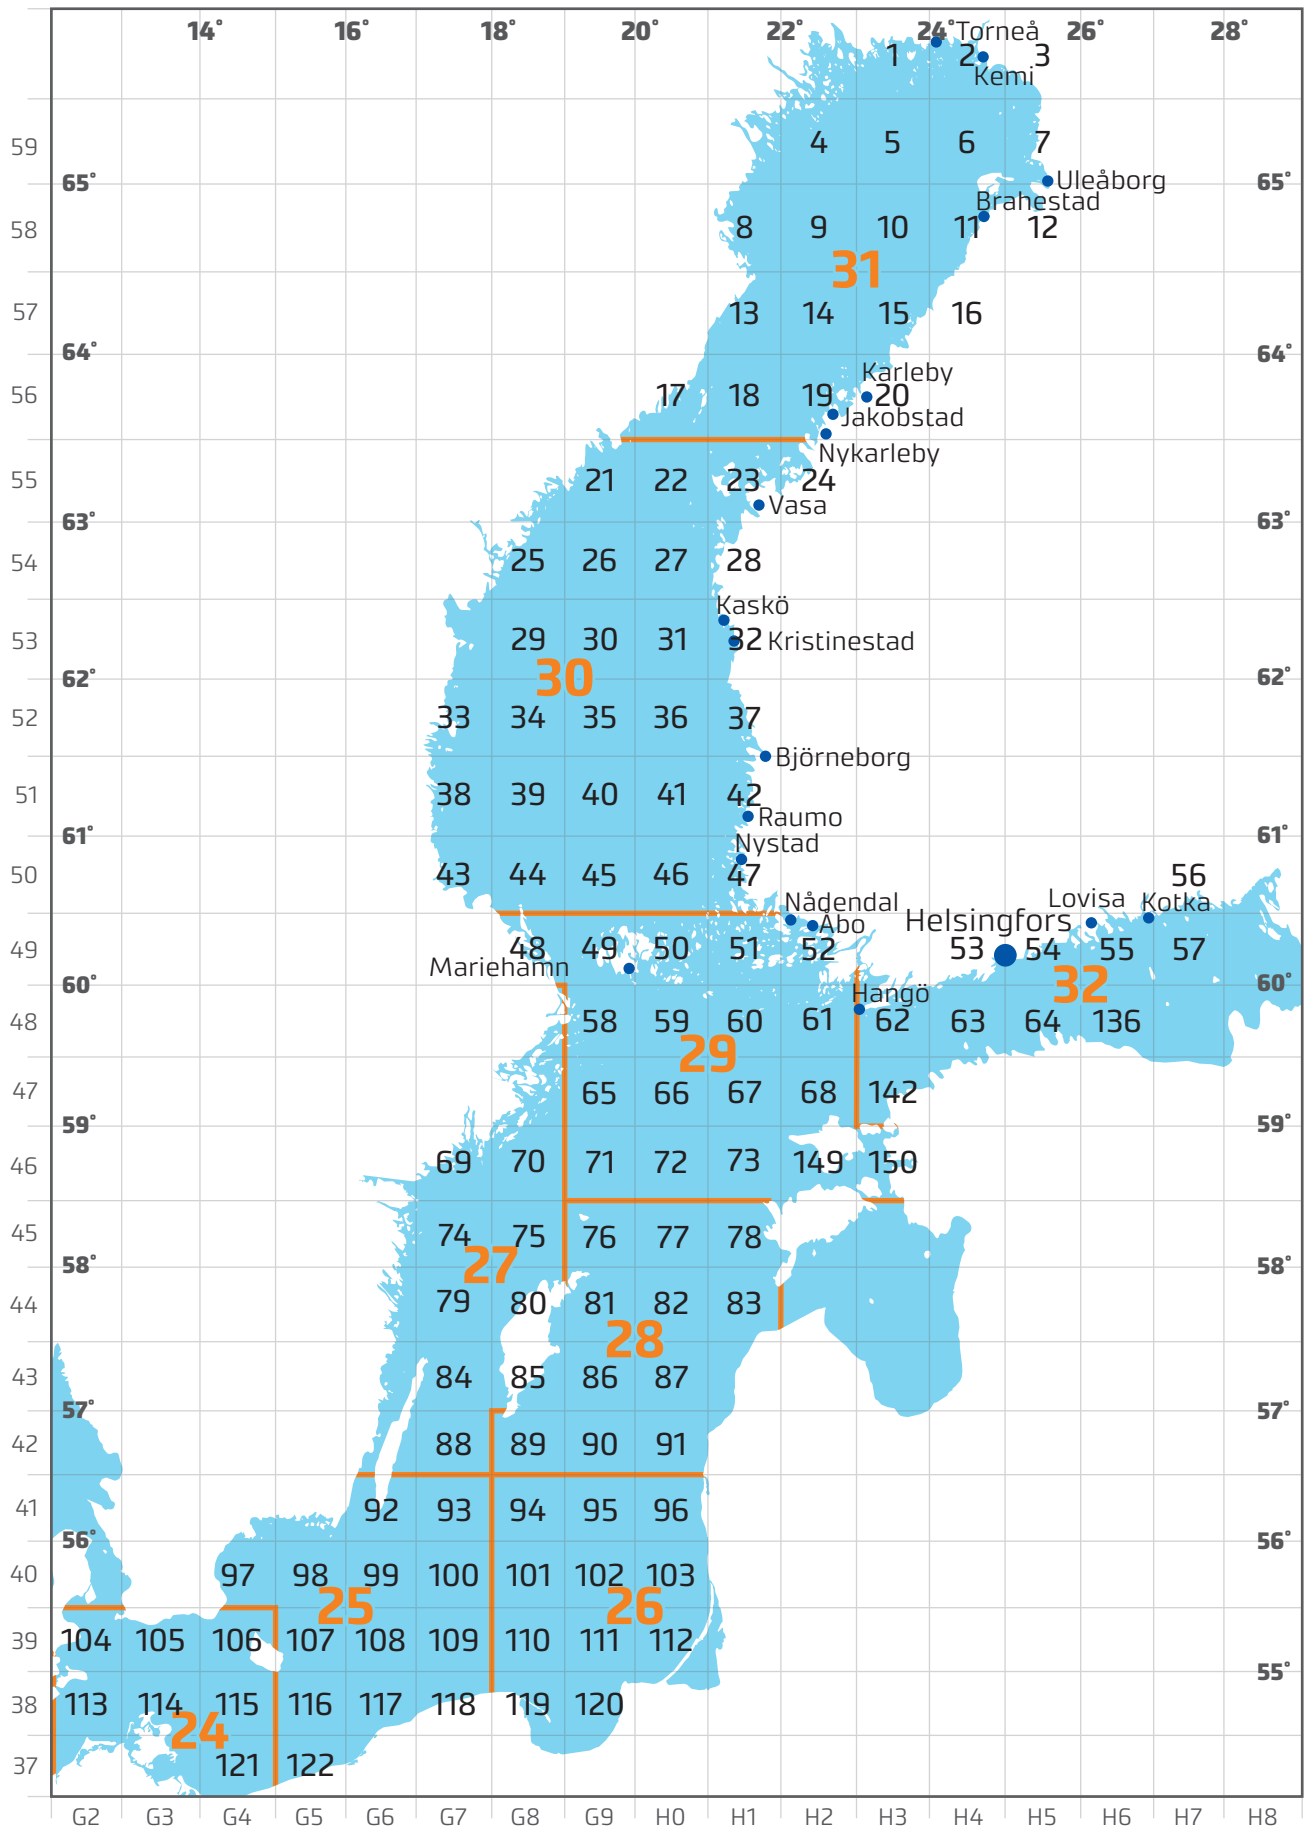 14° 16° 18° 20° 22° 24° 26° 28°
Torneå
1 2 3
Kemi
59 4 5 6 7
65° Uleåborg 65°
Brahestad
58 8 9 10 11 12
31
57 13 14 15 16
64° 64°
Karleby
56 17 18 19 20
Jakobstad
Nykarleby
55 21 22 23 24
Vasa
63° 63°
54 25 26 27 28
Kaskö
53 29 30 31 32 Kristinestad
62° 30 62°
52 33 34 35 36 37
Björneborg
51 38 39 40 41 42
Raumo
61° 61°
Nystad
50 43 44 45 46 47 56
Nådendal Lovisa Kotka
Åbo Helsingfors
49 48 49 50 51 52 53 54 55 57
Mariehamn
60° 32 60°
Hangö
48 58 59 60 61 62 63 64 136
29
47 65 66 67 68 142
59° 59°
46 69 70 71 72 73 149 150
45 74 75 76 77 78
58° 27 58°
44 79 80 81 82 83
28
43 84 85 86 87
57° 57°
42 88 89 90 91
41 92 93 94 95 96
56° 56°
40 97 98 99 100 101 102 103
25 26
39 104 105 106 107 108 109 110 111 112
55°
38 113 114 115 116 117 118 119 120
24
37 121 122
G2 G3 G4 G5 G6 G7 G8 G9 H0 H1 H2 H3 H4 H5 H6 H7 H8